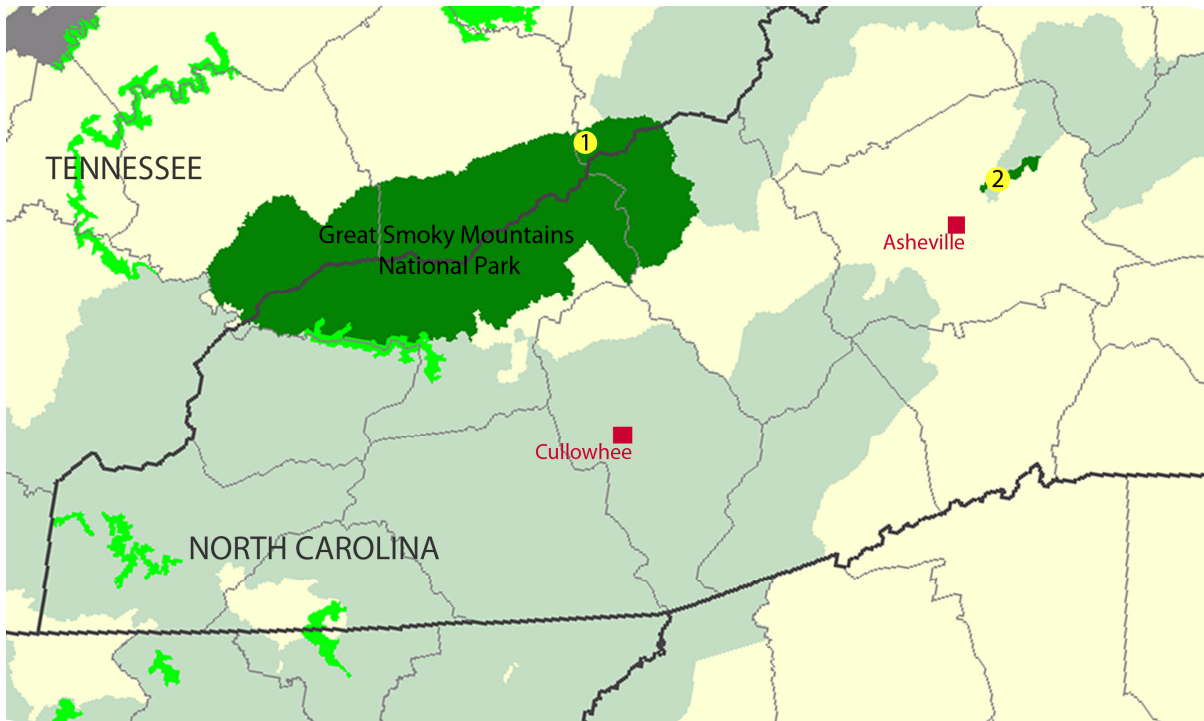 1
TENNESSEE
2
Great Smoky Mountains
National Park
Asheville
Cullowhee
NORTH CAROLINA